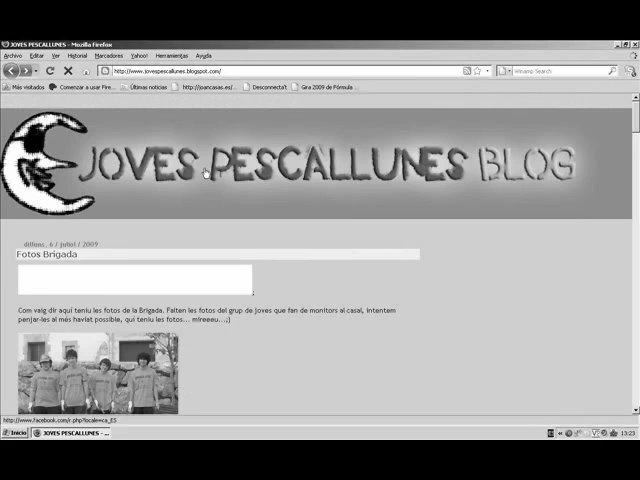 JOVES PESCALLUNES - Mozilla Firefox
Archivo Editar Ver Historial Marcadores Yahoo! Herramientas Ayuda
http://www.jovespescallunes.blogspot.com/
Winamp Search
Más visitados Comenzar a usar Fire... Últimas noticias http://joancasas.es/... Desconnecta't Gira 2009 de Fórmula ...
JOVES PESCALLUNES BLOG
dilluns, 6 / juliol / 2009
Fotos Brigada
;
Com vaig dir aquí teniu les fotos de la Brigada. Falten les fotos del grup de joves que fan de monitors al casal, intentem
penjar-les al més haviat possible, qui teniu les fotos... mireeeu...;)
http://www.facebook.com/r.php?locale=ca_ES
Inicio JOVES PESCALLUNES - ... ES 13:23